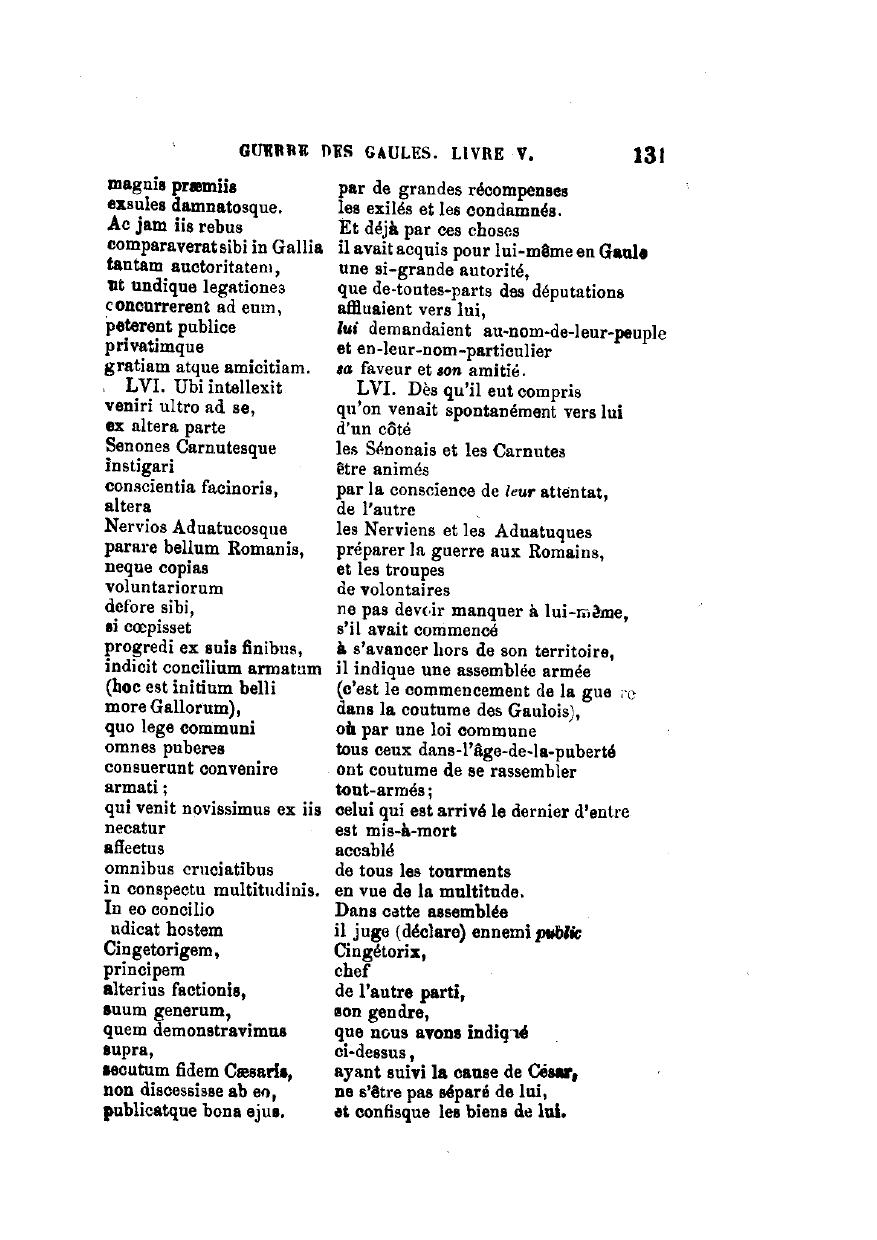 GUERRE DES GAULES. LIVRE V. 131
magnis præmiis par de grandes récompenses
exsules damnatosque. les exilés et les condamnés.
Ac jam iis rebus Et déjà par ces choses
comparaverat sibi in Gallia il avait acquis pour lui-même en Gaule
tantam auctoritatem, une si-grande autorité,
ut undique legationes que de-toutes-parts des députations
concurrerent ad eum, affluaient vers lui,
peterent publice lui demandaient au-nom-de-leur-peuple
privatimque et en-leur-nom-particulier
gratiam atque amicitiam. sa faveur et son amitié.
LVI. Ubi intellexit LVI. Dès qu'il eut compris
veniri ultro ad se, qu'on venait spontanément vers lui
ex altera parte d'un côté
Senones Carnutesque les Sénonais et les Carnutes
instigari être animés
conscientia facinoris, par la conscience de leur attentat,
altera de l'autre
Nervios Aduatucosque les Nerviens et les Aduatuques
parare bellum Romanis, préparer la guerre aux Romains,
neque copias et les troupes
voluntariorum de volontaires
defore sibi, ne pas devoir manquer à lui-même,
si cœpisset s'il avait commencé
progredi ex suis finibus, à s'avancer hors de son territoire,
indicit concilium armatum il indique une assemblée armée
(hoc est initium belli (c'est le commencement de la gue re
more Gallorum), dans la coutume des Gaulois),
quo lege communi où par une loi commune
omnes puberes tous ceux dans-l'âge-de-la-puberté
consuerunt convenire ont coutume de se rassembler
armati ; tout-armés ;
qui venit novissimus ex iis celui qui est arrivé le dernier d'entre
necatur est mis-à-mort
affectus accablé
omnibus cruciatibus de tous les tourments
in conspectu multitudinis. en vue de la multitude.
In eo concilio Dans cette assemblée
udicat hostem il juge (déclare) ennemi public
Cingetorigem, Cingétorix,
principem chef
alterius factionis, de l'autre parti,
suum generum, son gendre,
quem demonstravimus que nous avons indiqué
supra, ci-dessus,
secutum fidem Cæsaris, ayant suivi la cause de César,
non discessisse ab eo, ne s'être pas séparé de lui,
publicatque bona ejus. et confisque les biens de lui.